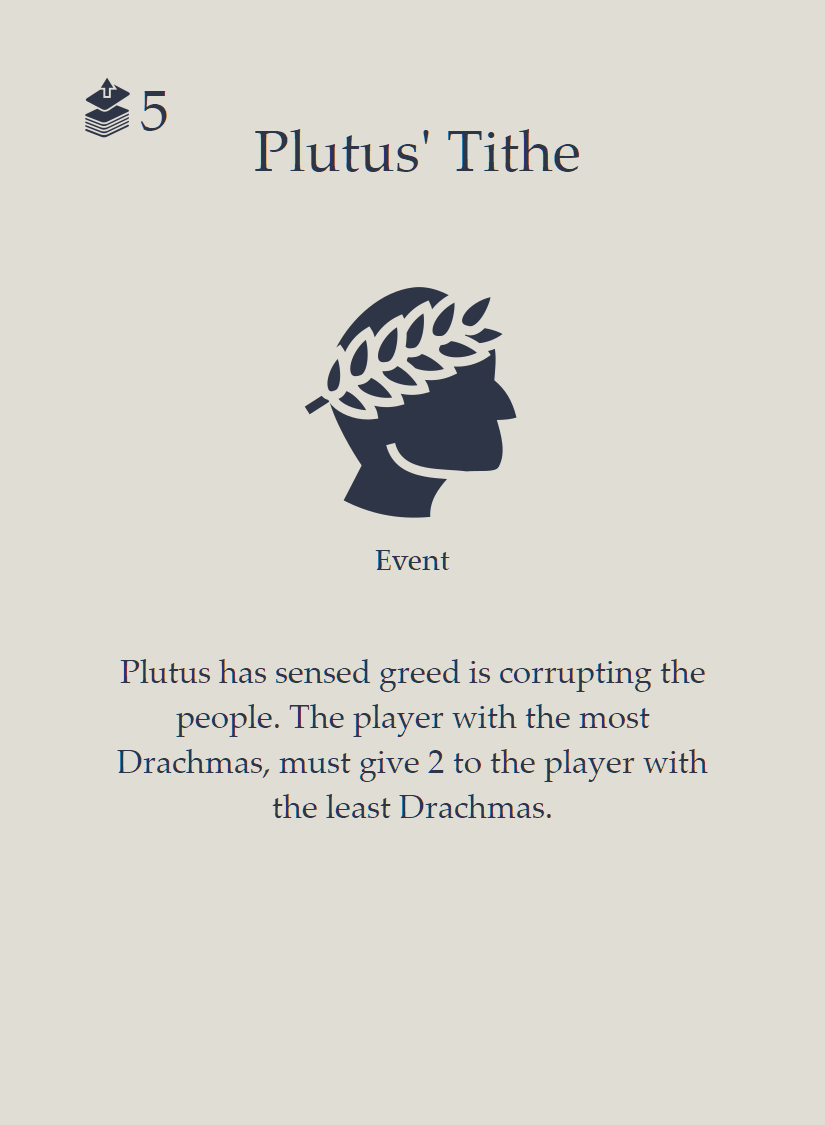 5
Plutus' Tithe
Event
Plutus has sensed greed is corrupting the
people. The player with the most
Drachmas, must give 2 to the player with
the least Drachmas.